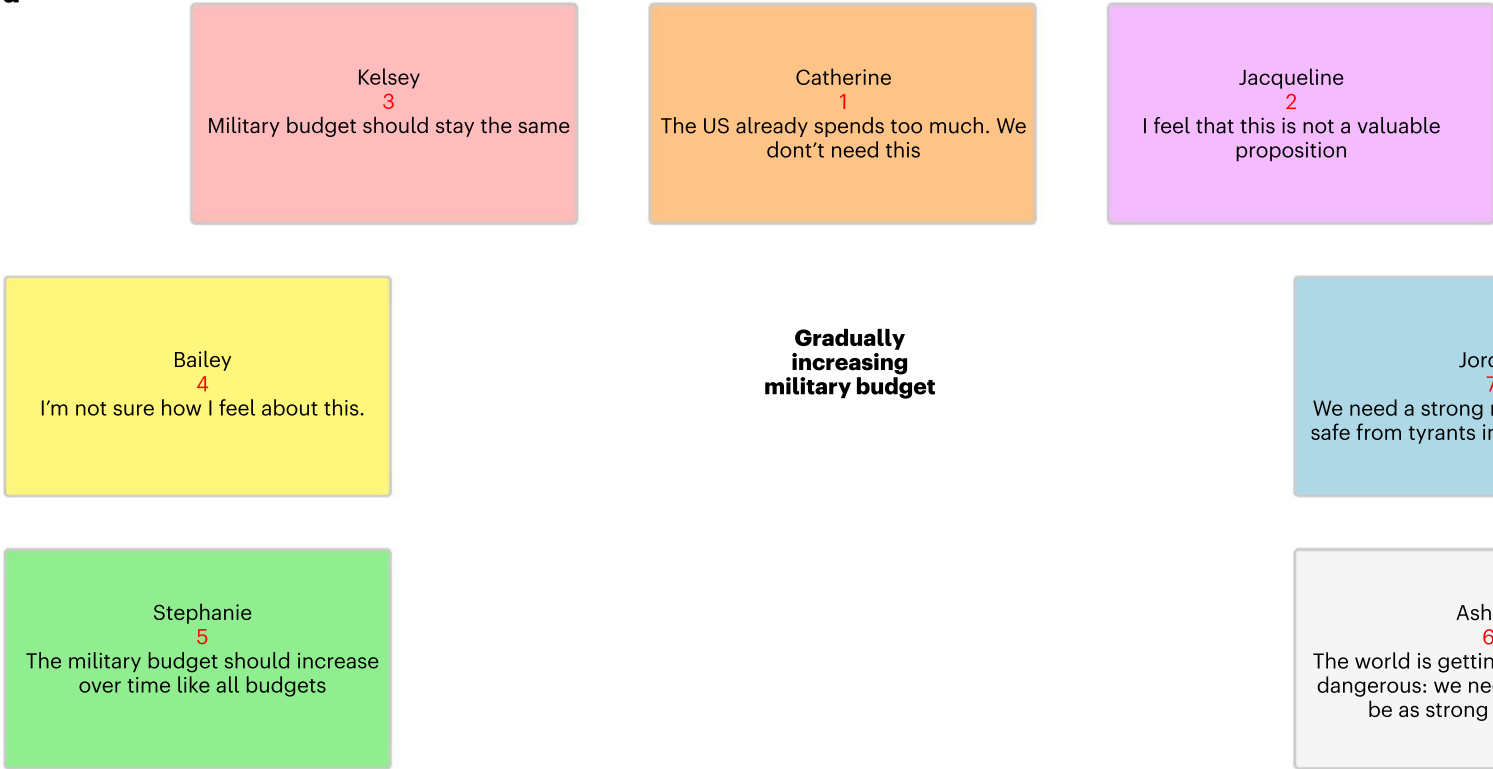 Kelsey
3
Military budget should stay the same
Catherine
1
The US already spends too much. We
dont’t need this
Jacqueline
2
I feel that this is not a valuable
proposition
Bailey
4
I’m not sure how I feel about this.
Gradually
increasing
military budget
7
We need a strong
safe from tyrants
Stephanie
5
The military budget should increase
over time like all budgets
6
The world is
dangerous: we
be as strong